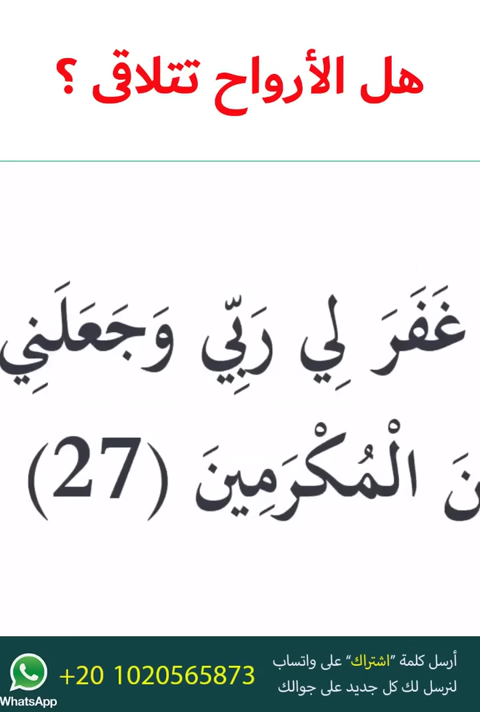 هل الأرواح تتلاقى ؟
غَفَرَ لِي رَبِّي وَجَعَلَنِي
نَ الْمُكْرَمِينَ (27)
أرسل كلمة "اشتراك" على واتساب
لنرسل لك كل جديد على جوالك
+20 1020565873
WhatsApp